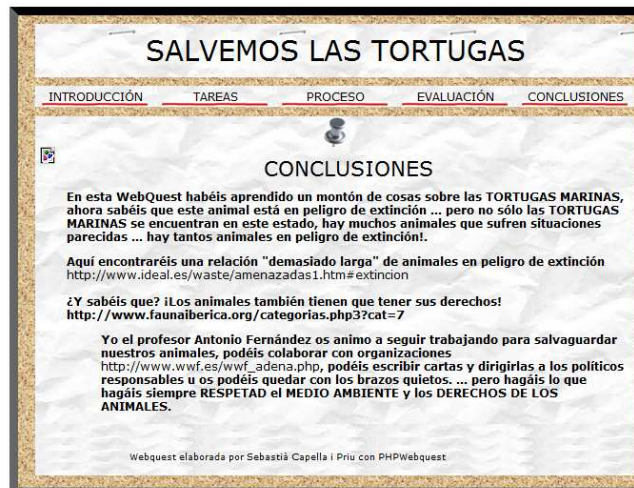 SALVEMOS LAS TORTUGAS
INTRODUCCIÓN TAREAS PROCESO EVALUACIÓN CONCLUSIONES
CONCLUSIONES
En esta WebQuest habéis aprendido un montón de cosas sobre las TORTUGAS MARINAS,
ahora sabéis que este animal está en peligro de extinción ... pero no sólo las TORTUGAS
MARINAS se encuentran en este estado, hay muchos animales que sufren situaciones
parecidas ... hay tantos animales en peligro de extinción!.
Aquí encontraréis una relación "demasiado larga" de animales en peligro de extinción
http://www.ideal.es/waste/amenazadas1.htm#extincion
¿Y sabéis que? ¡Los animales también tienen que tener sus derechos!
http://www.faunaiberica.org/categorias.php3?cat=7
Yo el profesor Antonio Fernández os animo a seguir trabajando para salvaguardar
nuestros animales, podéis colaborar con organizaciones
http://www.wwf.es/wwf_adena.php, podéis escribir cartas y dirigirlas a los políticos
responsables u os podéis quedar con los brazos quietos. ... pero hagáis lo que
hagáis siempre RESPETAD el MEDIO AMBIENTE y los DERECHOS DE LOS
ANIMALES.
Webquest elaborada por Sebastiá Capella i Priu con PHPWebquest